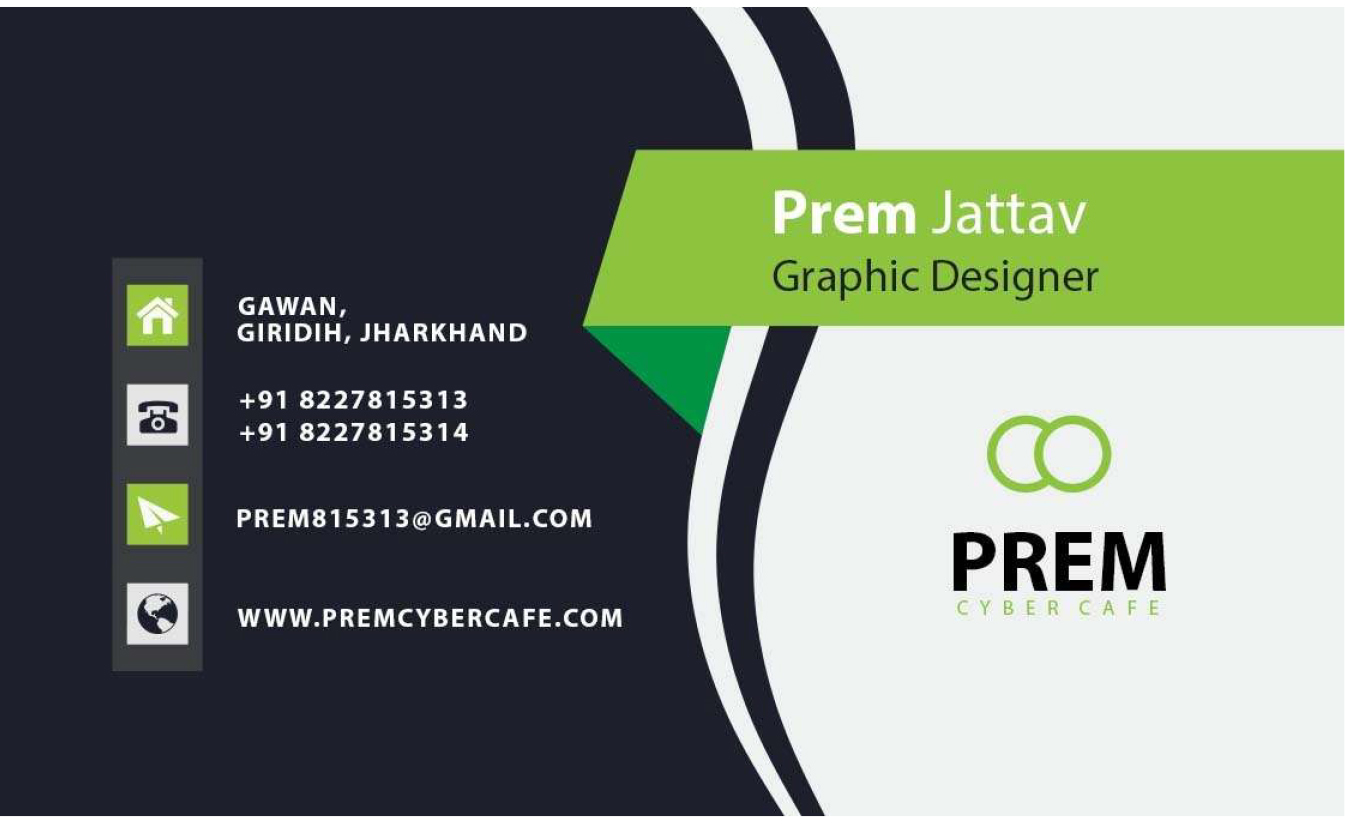 Prem Jattav
Graphic Designer
GAWAN,
GIRIDIH, JHARKHAND
+91 8227815313
+91 8227815314
PREM815313@GMAIL.COM
WWW.PREMCYBERCAFE.COM
PREM
CYBER CAFE